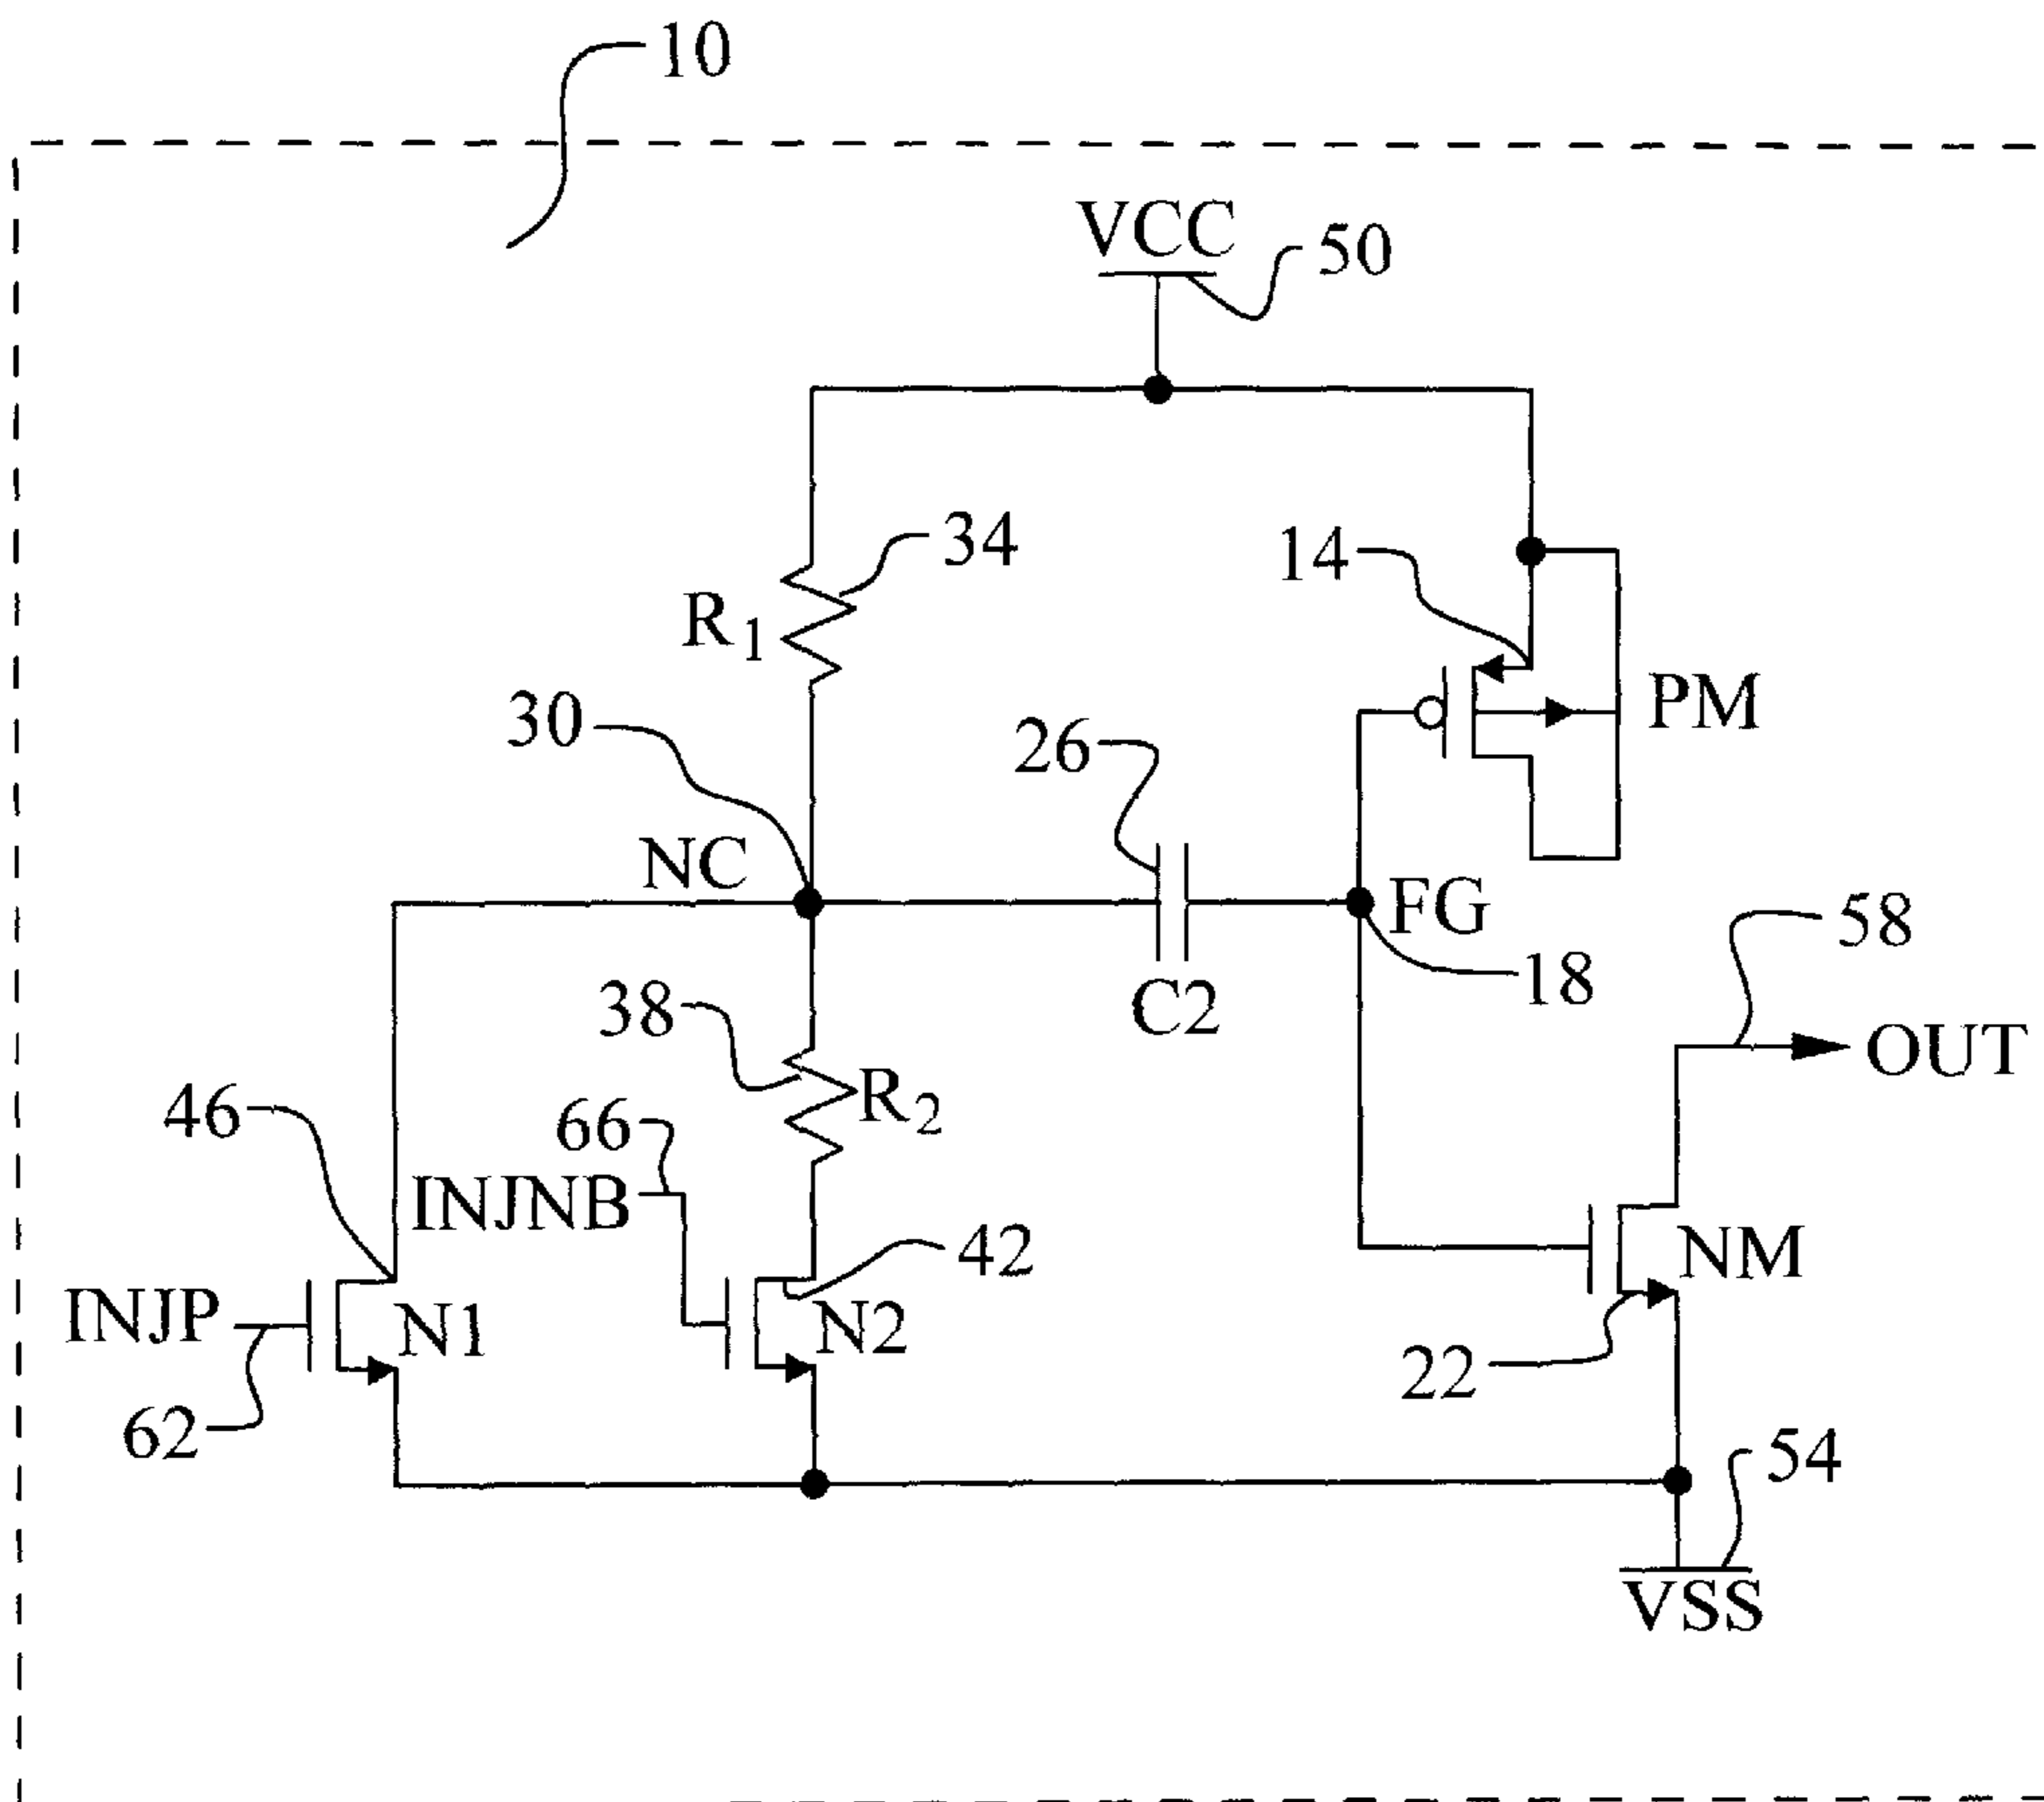 10
VCC
50
34
14
R1
PM
30
26
NC
FG
58
18
38
C2
OUT
46
66
R2
INJNB
42
NM
INJP
N1
N2
22
62
54
VSS